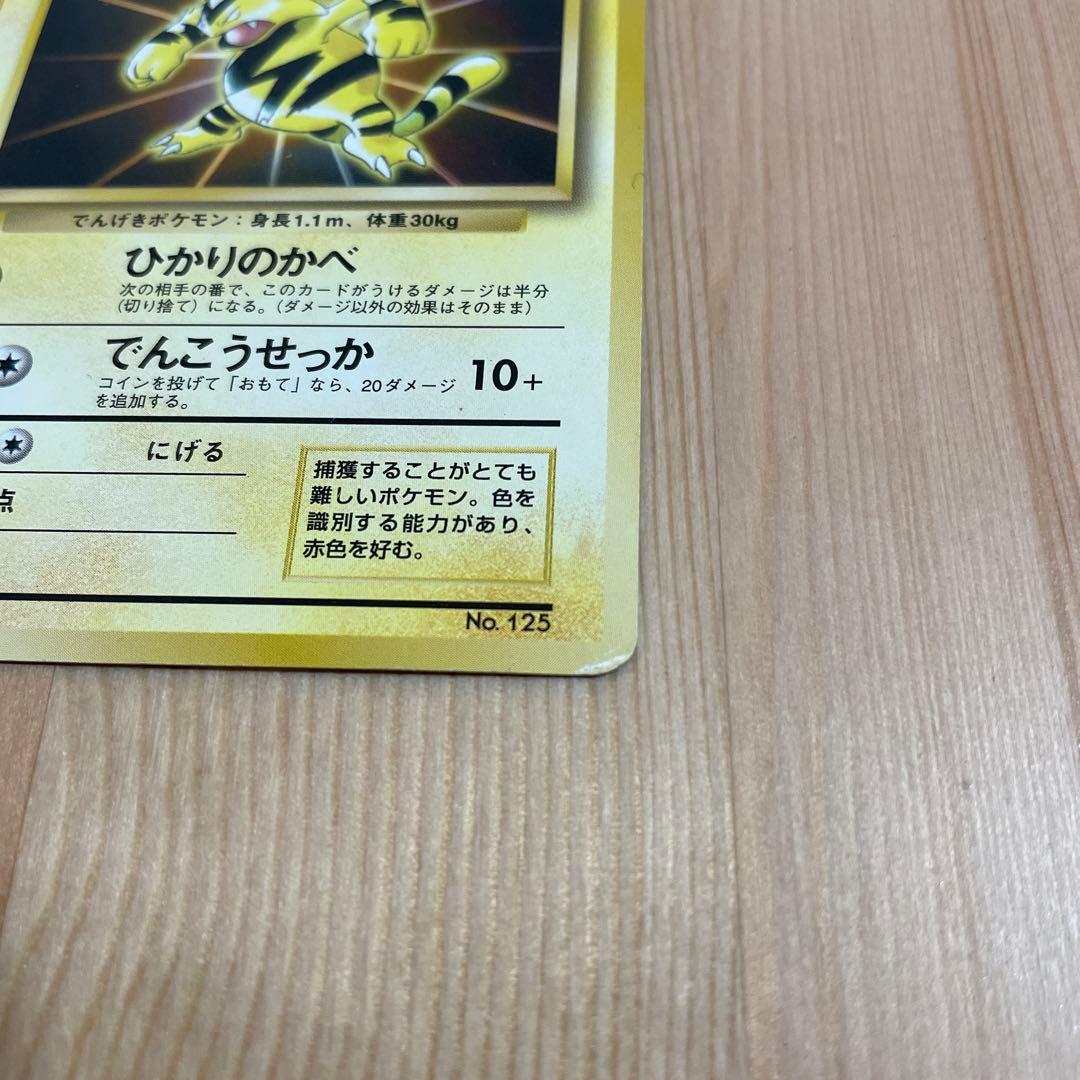 でんげきポケモン：身長1.1m、体重30kg
ひかりのかべ
次の相手の番で、このカードがうけるダメージは半分
（切り捨て）になる。（ダメージ以外の効果はそのまま）
でんこうせっか 10+
コインを投げて「おもて」なら、20ダメージ
を追加する。
にげる
点
捕獲することがとても
難しいポケモン。色を
識別する能力があり、
赤色を好む。
No. 125